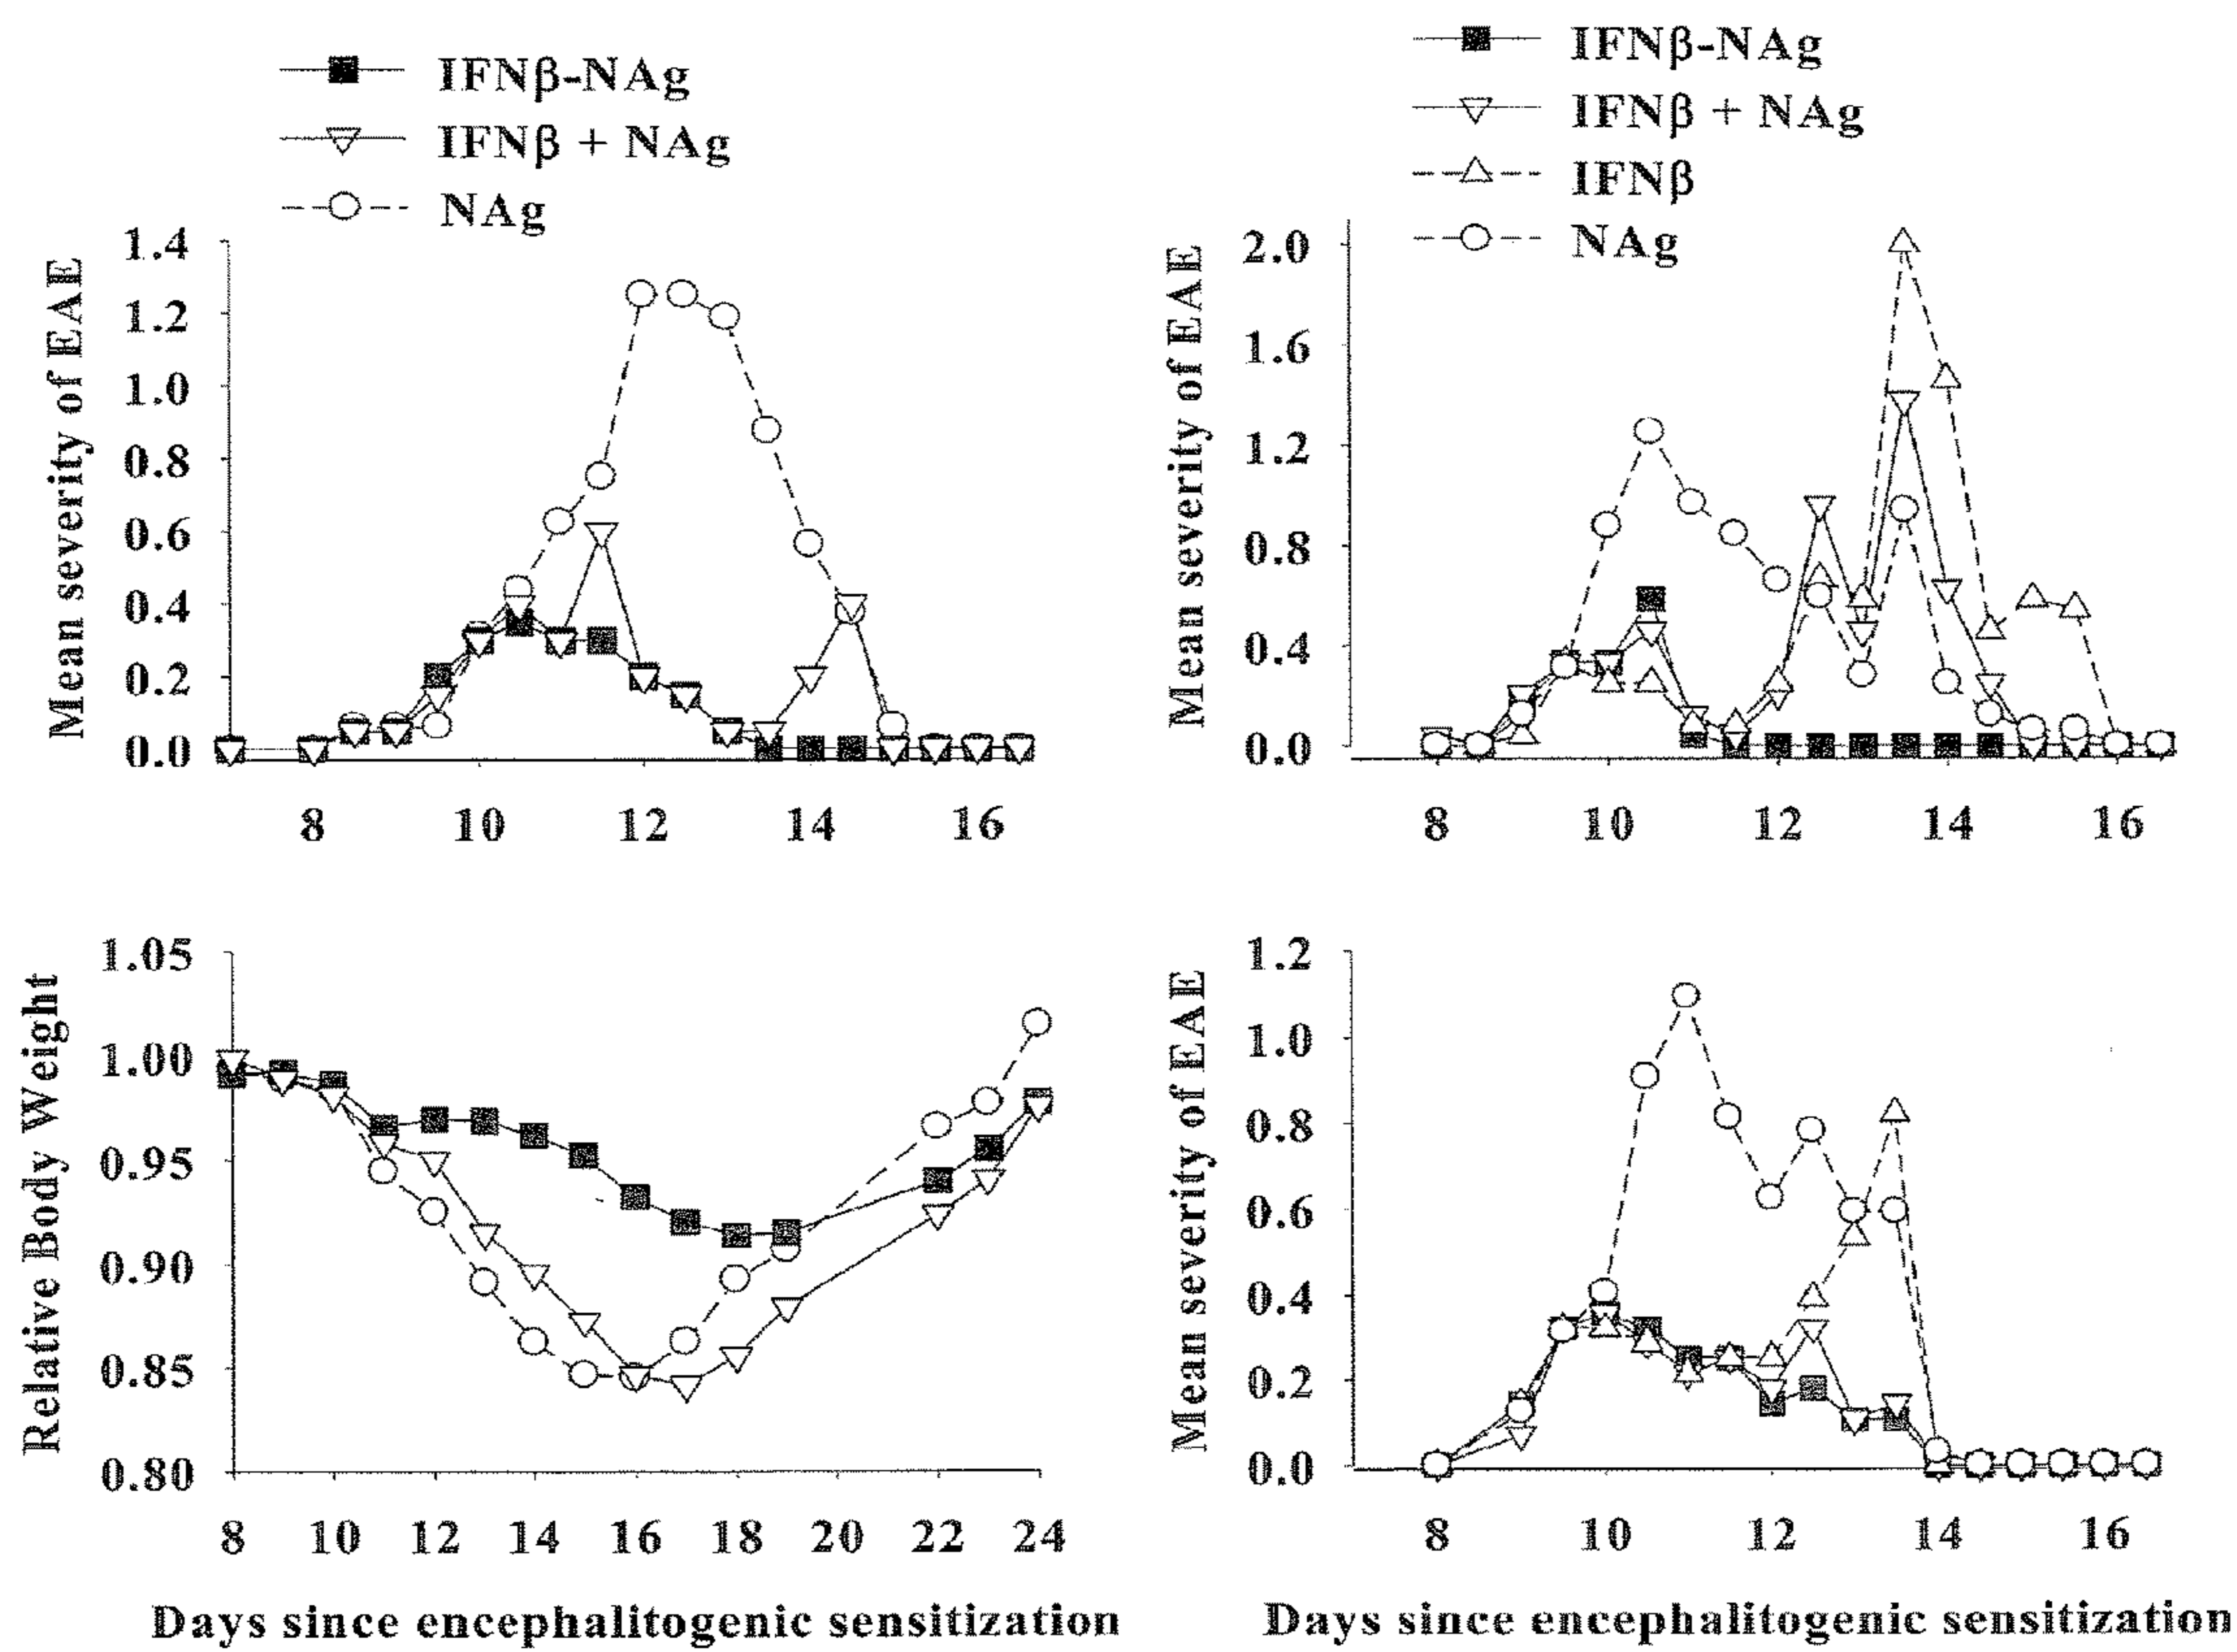 IFNβ-NAg
IFNβ + NAg
NAg
Mean severity of EAE
1.4
1.2
1.0
0.8
0.6
0.4
0.2
0.0
8 10 12 14 16
IFNβ-NAg
IFNβ + NAg
IFNβ
NAg
Mean severity of EAE
2.0
1.6
1.2
0.8
0.4
0.0
8 10 12 14 16
Relative Body Weight
1.05
1.00
0.95
0.90
0.85
0.80
8 10 12 14 16 18 20 22 24
Days since encephalitogenic sensitization
Mean severity of EAE
1.2
1.0
0.8
0.6
0.4
0.2
0.0
8 10 12 14 16
Days since encephalitogenic sensitization